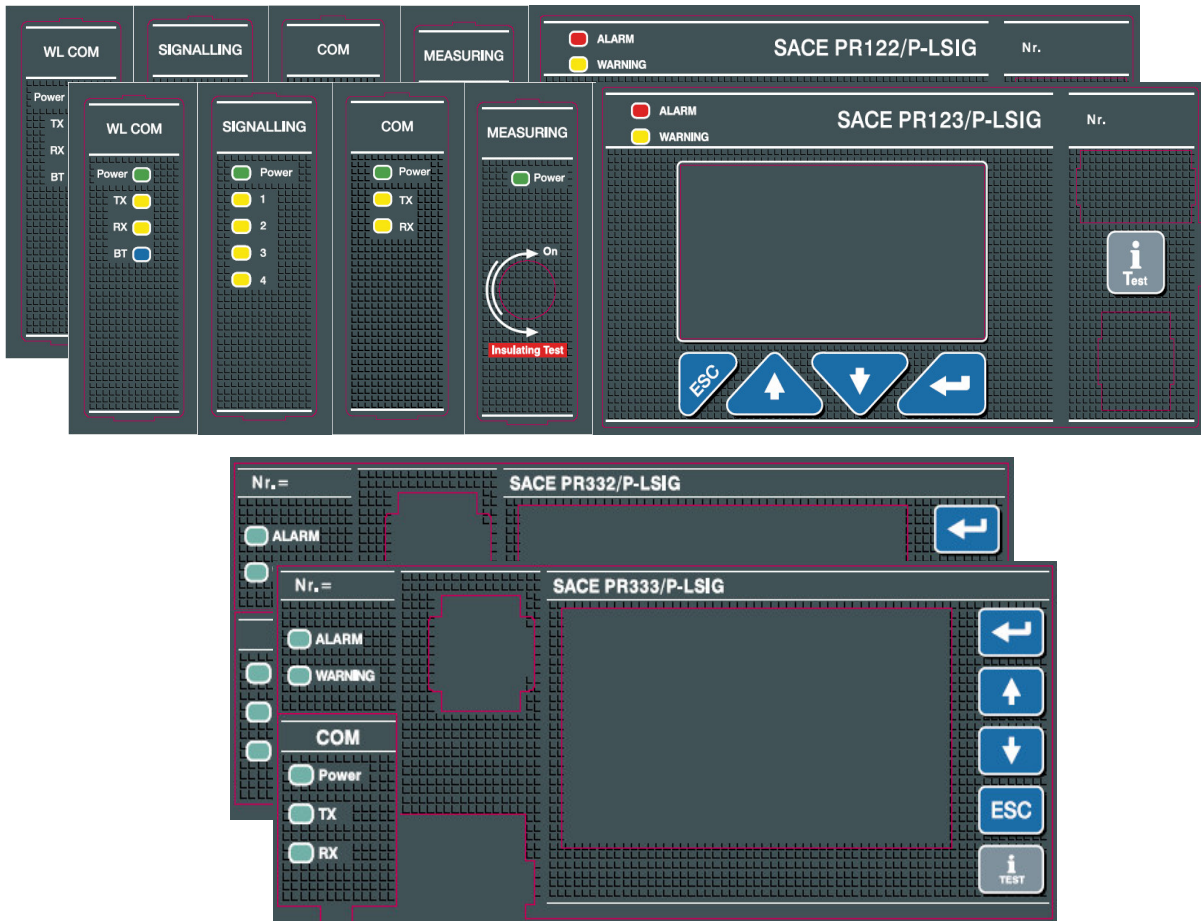 WL COM
SIGNALLING
COM
MEASURING
ALARM
WARNING
SACE PR122/P-LSIG
Nr.
Power
TX
RX
BT
WL COM
Power
TX
RX
BT
SIGNALLING
Power
1
2
3
4
COM
Power
TX
RX
MEASURING
Power
On
Insulating Test
ALARM
WARNING
SACE PR123/P-LSIG
Nr.
ESC
i
Test
Nr.=
SACE PR332/P-LSIG
ALARM
Nr.=
SACE PR333/P-LSIG
ALARM
WARNING
COM
Power
TX
RX
ESC
i
TEST